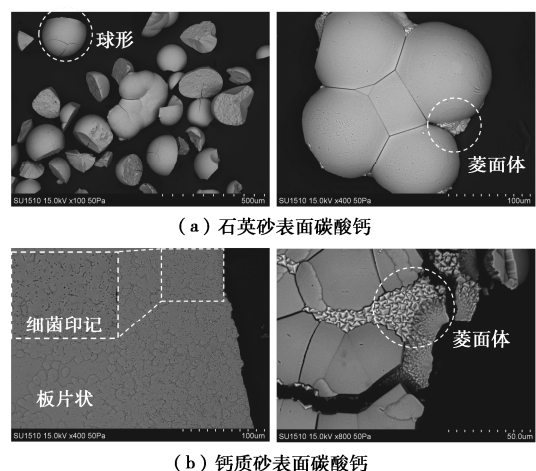 球形
菱面体
SU1510 15.0kV x100 50Pa
500um
SU1510 15.0kV x400 50Pa
100um
(a) 石英砂表面碳酸钙
细菌印记
板片状
菱面体
SU1510 15.0kV x400 50Pa
100um
SU1510 15.0kV x800 50Pa
50.0um
(b) 钙质砂表面碳酸钙